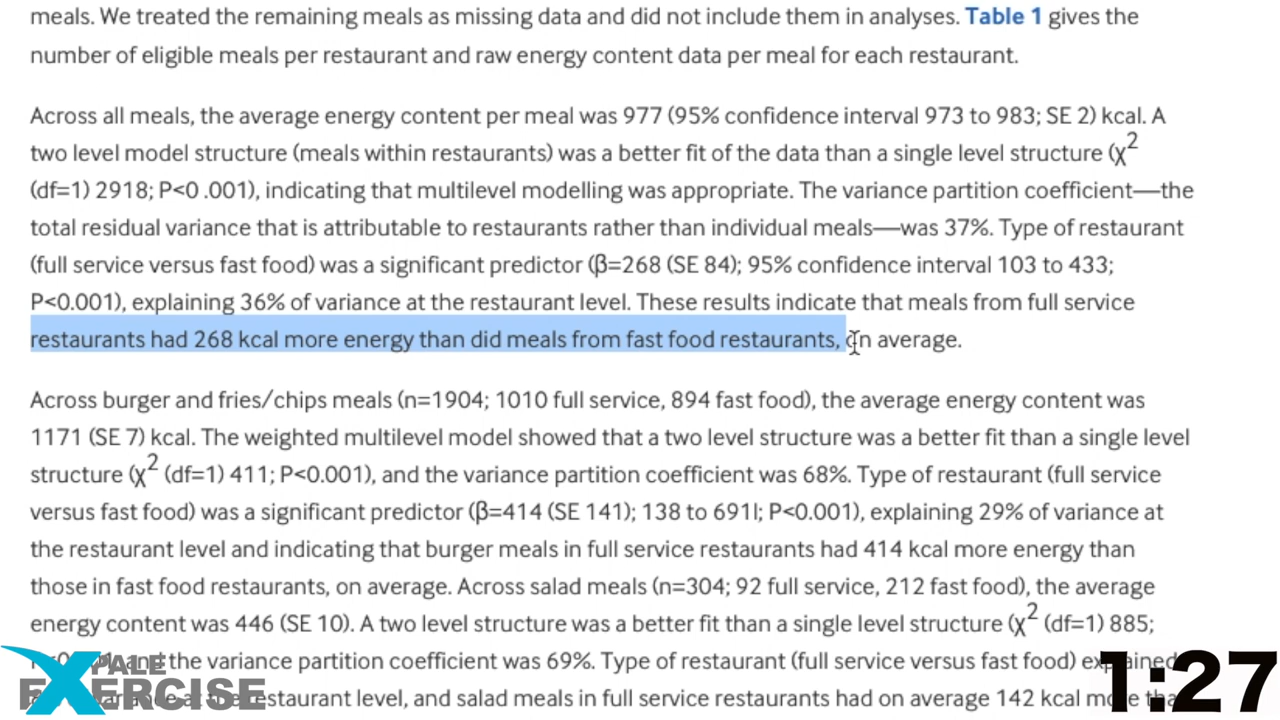 meals. We treated the remaining meals as missing data and did not include them in analyses. Table 1 gives the
number of eligible meals per restaurant and raw energy content data per meal for each restaurant.
Across all meals, the average energy content per meal was 977 (95% confidence interval 973 to 983; SE 2) kcal. A
two level model structure (meals within restaurants) was a better fit of the data than a single level structure (χ²
(df=1) 2918; P<0 .001), indicating that multilevel modelling was appropriate. The variance partition coefficient—the
total residual variance that is attributable to restaurants rather than individual meals—was 37%. Type of restaurant
(full service versus fast food) was a significant predictor (β=268 (SE 84); 95% confidence interval 103 to 433;
P<0.001), explaining 36% of variance at the restaurant level. These results indicate that meals from full service
restaurants had 268 kcal more energy than did meals from fast food restaurants, on average.
Across burger and fries/chips meals (n=1904; 1010 full service, 894 fast food), the average energy content was
1171 (SE 7) kcal. The weighted multilevel model showed that a two level structure was a better fit than a single level
structure (χ² (df=1) 411; P<0.001), and the variance partition coefficient was 68%. Type of restaurant (full service
versus fast food) was a significant predictor (β=414 (SE 141); 138 to 691l; P<0.001), explaining 29% of variance at
the restaurant level and indicating that burger meals in full service restaurants had 414 kcal more energy than
those in fast food restaurants, on average. Across salad meals (n=304; 92 full service, 212 fast food), the average
energy content was 446 (SE 10). A two level structure was a better fit than a single level structure (χ² (df=1) 885;
the variance partition coefficient was 69%. Type of restaurant (full service versus fast food) explained
restaurant level, and salad meals in full service restaurants had on average 142 kcal more
XPALE
EXERCISE
1:27